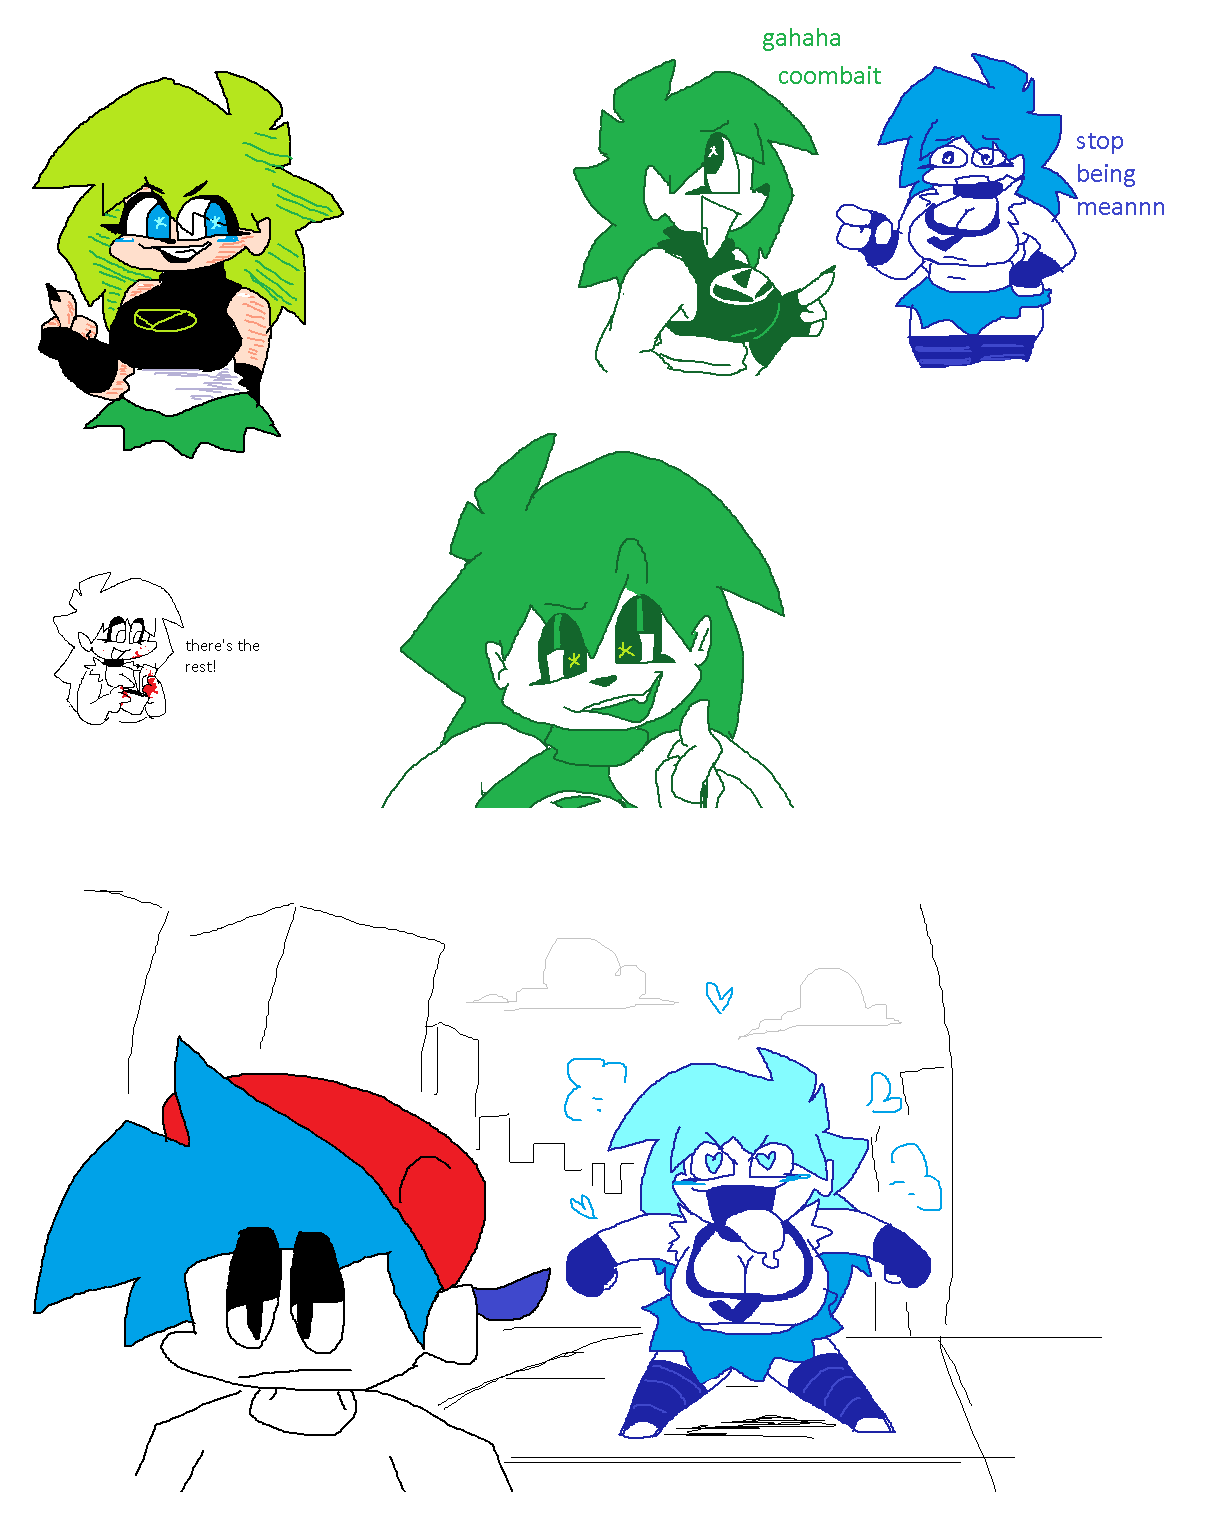 gahaha
coombait
stop
being
meannn
there's the
rest!